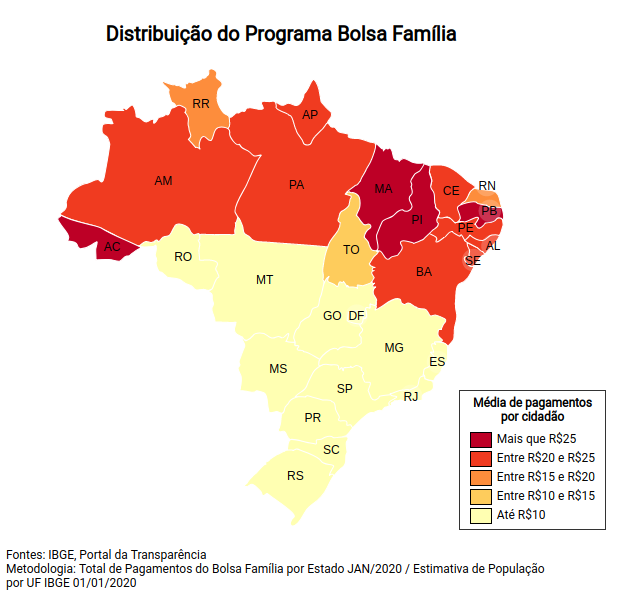 Distribuição do Programa Bolsa Família
RR
AP
AM
PA
MA
CE
RN
PI
PB
PE
AC
TO
AL
RO
SE
BA
MT
GO
DF
MG
ES
MS
SP
RJ
PR
SC
RS
Média de pagamentos
por cidadão
Mais que R$25
Entre R$20 e R$25
Entre R$15 e R$20
Entre R$10 e R$15
Até R$10
Fontes: IBGE, Portal da Transparência
Metodologia: Total de Pagamentos do Bolsa Família por Estado JAN/2020 / Estimativa de População
por UF IBGE 01/01/2020